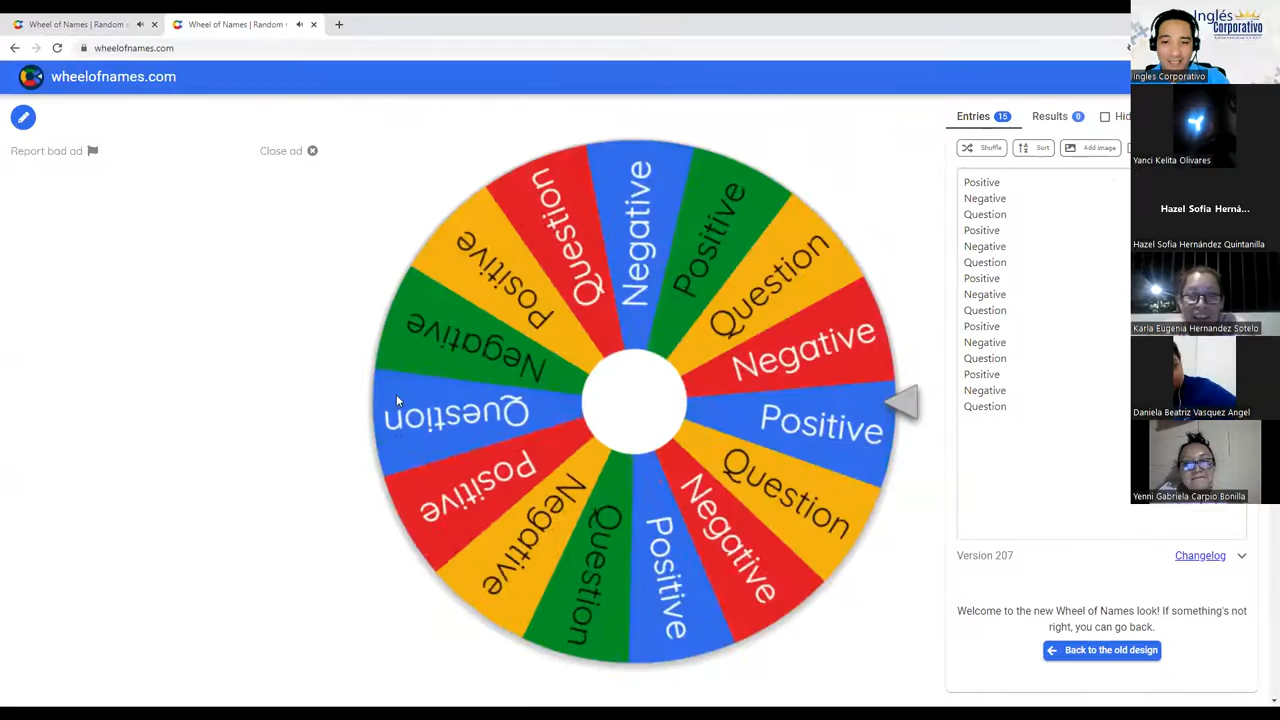 Wheel of Names | Random
Wheel of Names | Random
wheelofnames.com
wheelofnames.com
Report bad ad
Close ad
Entries 15
Results 0
Hid
Shuffle
Sort
Add image
Positive
Negative
Question
Positive
Negative
Question
Positive
Negative
Question
Positive
Negative
Question
Positive
Negative
Question
Version 207
Changelog
Welcome to the new Wheel of Names look! If something's not
right, you can go back.
Back to the old design
Negative
Positive
Question
Negative
Positive
Question
Negative
Positive
Question
Negative
Positive
Question
Negative
Positive
Question
Inglés
Corporativo
Ingles Corporativo
Yanci Kelita Olivares
Hazel Sofia Herná...
Hazel Sofia Hernández Quintanilla
Karla Eugenia Hernandez Sotelo
Daniela Beatriz Vasquez Angel
Yenni Gabriela Carpio Bonilla